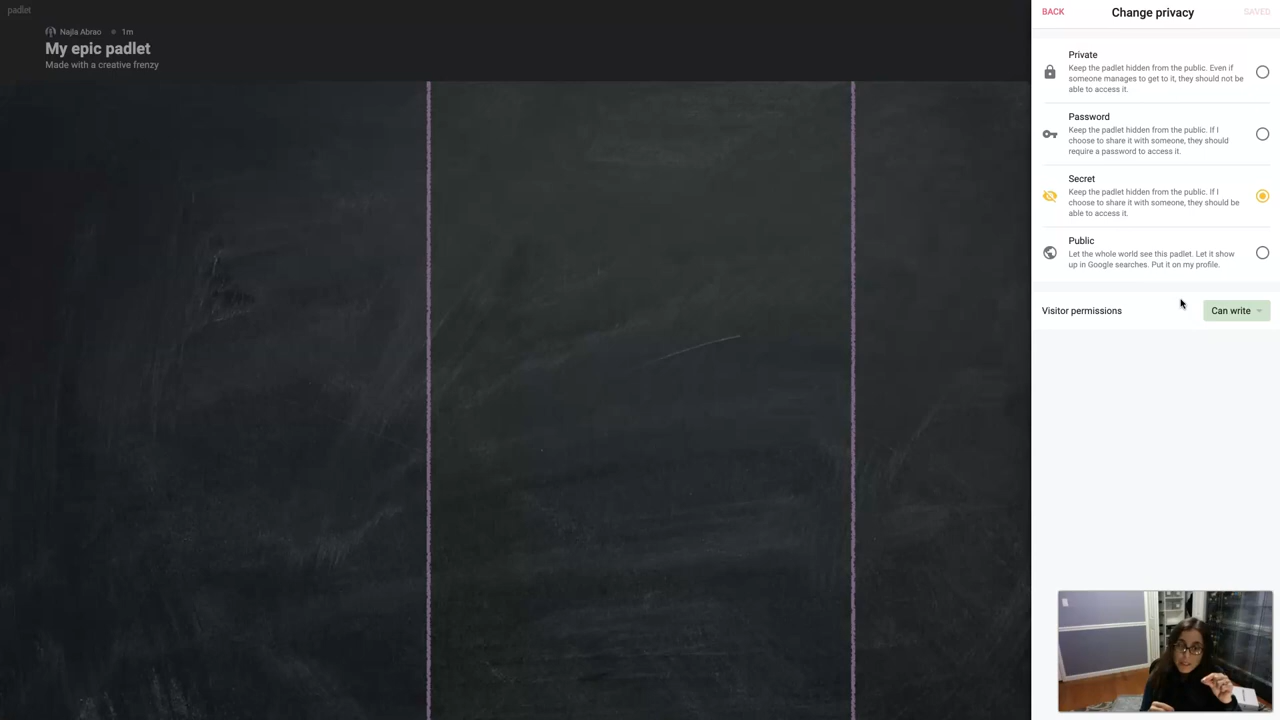 padlet
Najla Abrao 1m
My epic padlet
Made with a creative frenzy
BACK
Change privacy
SAVED
Private
Keep the padlet hidden from the public. Even if
someone manages to get to it, they should not be
able to access it.
Password
Keep the padlet hidden from the public. If I
choose to share it with someone, they should
require a password to access it.
Secret
Keep the padlet hidden from the public. If I
choose to share it with someone, they should be
able to access it.
Public
Let the whole world see this padlet. Let it show
up in Google searches. Put it on my profile.
Visitor permissions
Can write